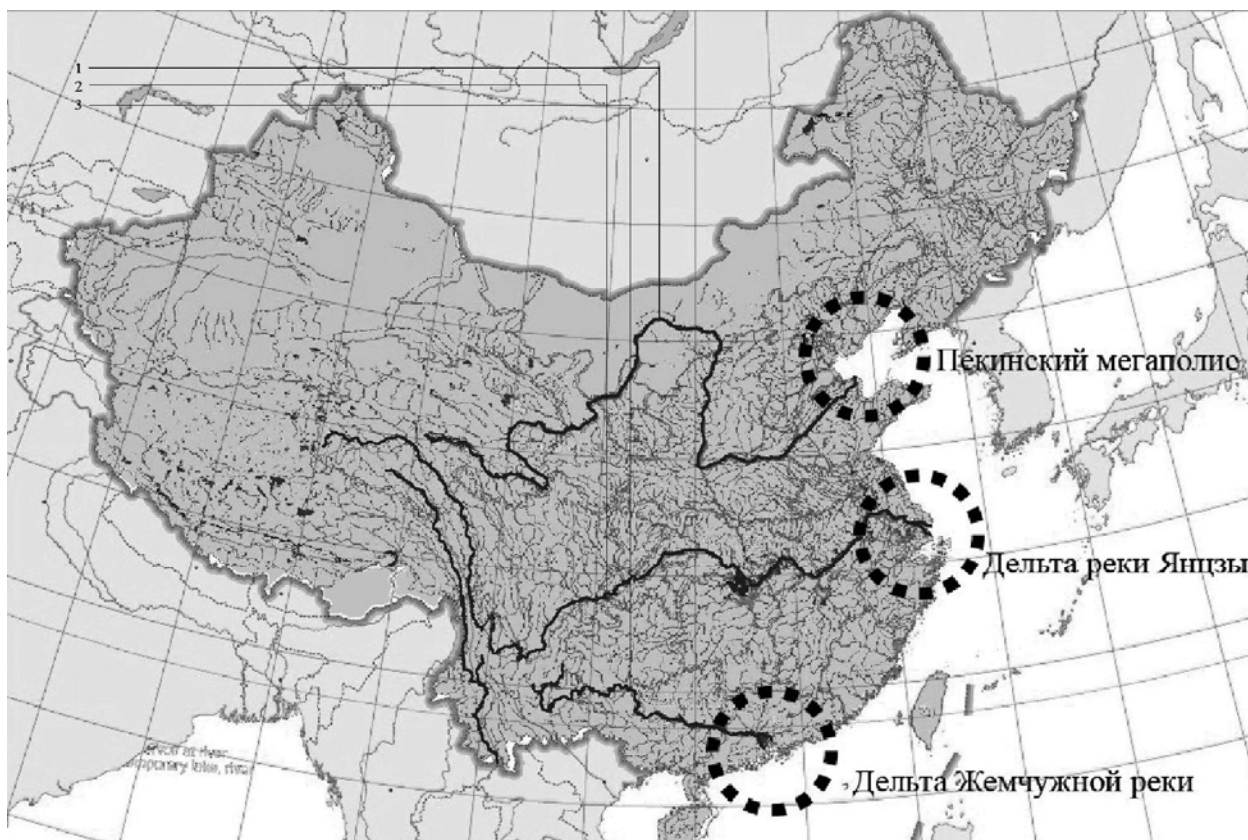 1
2
3
Пекинский мегаполис
Дельта реки Янцзы
Дельта Жемчужной реки